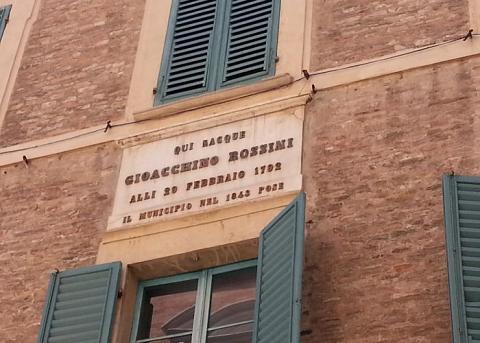 QUI NACQUE
GIOACCHINO ROSSINI
ALLI 29 FEBBRAIO 1792
IL MUNICIPIO NEL 1843 POSE